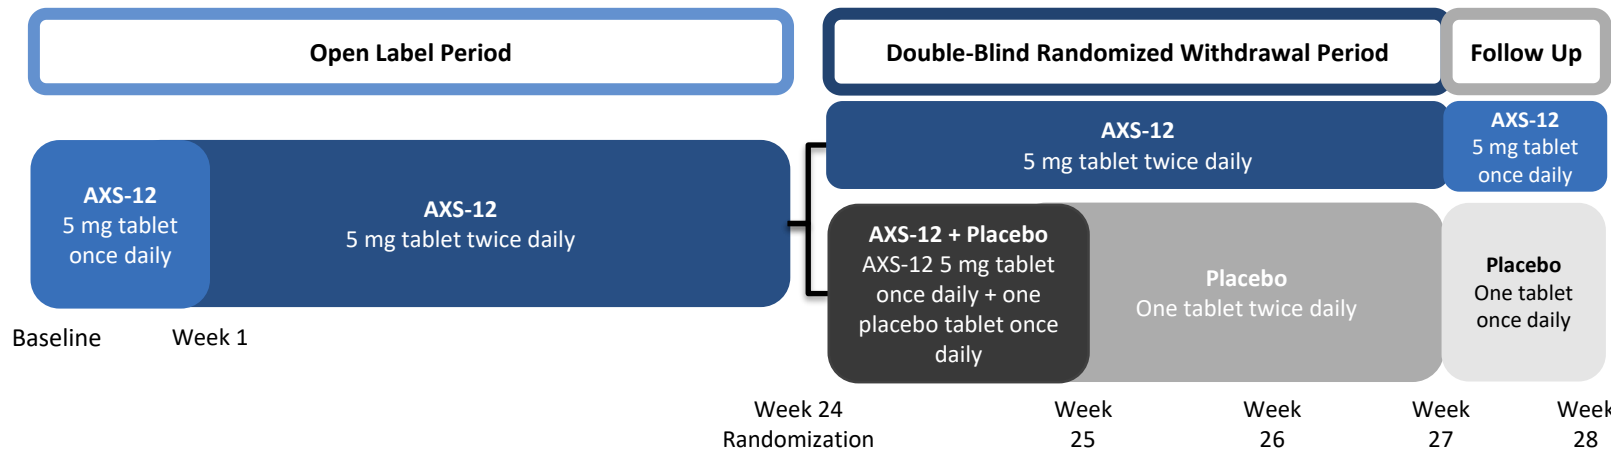 Open Label Period
Double-Blind Randomized Withdrawal Period
Follow Up
AXS-12
5 mg tablet
once daily
AXS-12
5 mg tablet twice daily
AXS-12
5 mg tablet twice daily
AXS-12
5 mg tablet
once daily
AXS-12 + Placebo
AXS-12 5 mg tablet
once daily + one
placebo tablet once
daily
Placebo
One tablet twice daily
Placebo
One tablet
once daily
Baseline
Week 1
Week 24
Randomization
Week
25
Week
26
Week
27
Week
28